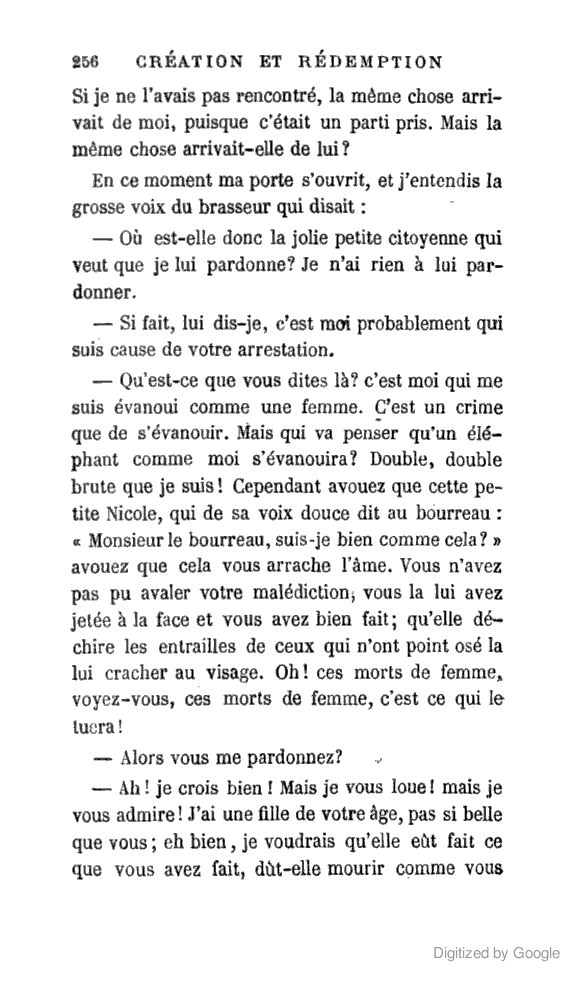 256 CRÉATION ET RÉDEMPTION
Si je ne l'avais pas rencontré, la même chose arri-
vait de moi, puisque c'était un parti pris. Mais la
même chose arrivait-elle de lui?
En ce moment ma porte s'ouvrit, et j'entendis la
grosse voix du brasseur qui disait :
— Où est-elle donc la jolie petite citoyenne qui
veut que je lui pardonne? Je n'ai rien à lui par-
donner.
— Si fait, lui dis-je, c'est moi probablement qui
suis cause de votre arrestation.
— Qu'est-ce que vous dites là? c'est moi qui me
suis évanoui comme une femme. C'est un crime
que de s'évanouir. Mais qui va penser qu'un élé-
phant comme moi s'évanouira? Double, double
brute que je suis! Cependant avouez que cette pe-
tite Nicole, qui de sa voix douce dit au bourreau :
« Monsieur le bourreau, suis-je bien comme cela? »
avouez que cela vous arrache l'âme. Vous n'avez
pas pu avaler votre malédiction; vous la lui avez
jetée à la face et vous avez bien fait; qu'elle dé-
chire les entrailles de ceux qui n'ont point osé la
lui cracher au visage. Oh! ces morts de femme,
voyez-vous, ces morts de femme, c'est ce qui le
tuera!
— Alors vous me pardonnez?
— Ah! je crois bien! Mais je vous loue! mais je
vous admire! J'ai une fille de votre âge, pas si belle
que vous; eh bien, je voudrais qu'elle eût fait ce
que vous avez fait, dût-elle mourir comme vous
Digitized by Google